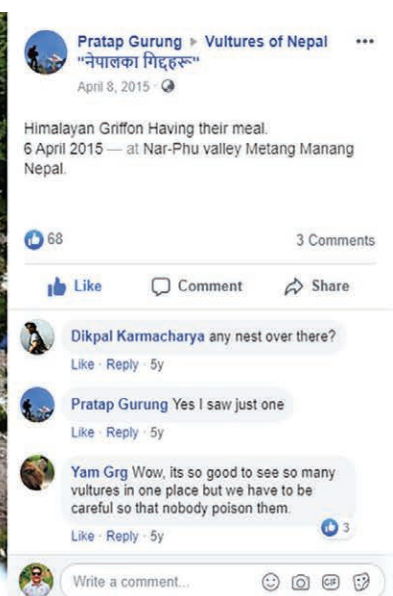 Pratap Gurung ▸ Vultures of Nepal
"नेपालका गिद्दहरू"
April 8, 2015 ·
Himalayan Griffon Having their meal.
6 April 2015 — at Nar-Phu valley Metang Manang
Nepal.
68
3 Comments
Like
Comment
Share
Dikpal Karmacharya any nest over there?
Like · Reply · 5y
Pratap Gurung Yes I saw just one
Like · Reply · 5y
Yam Grg Wow, its so good to see so many
vultures in one place but we have to be
careful so that nobody poison them.
3
Like · Reply · 5y
Write a comment...
GIF